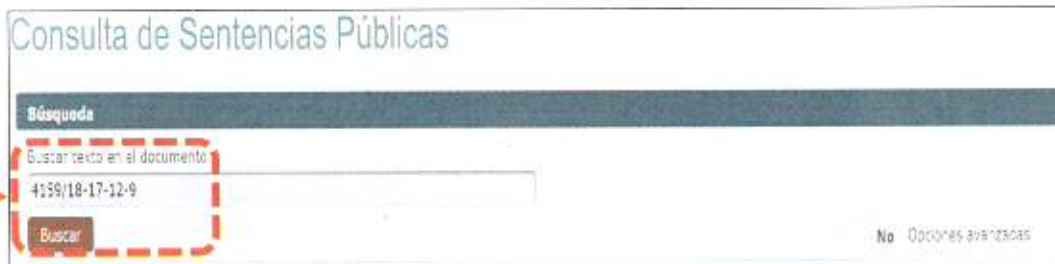 Consulta de Sentencias Públicas
Búsqueda
Buscar texto en el documento
4159/18-17-12-9
Buscar
No Opciones avanzadas